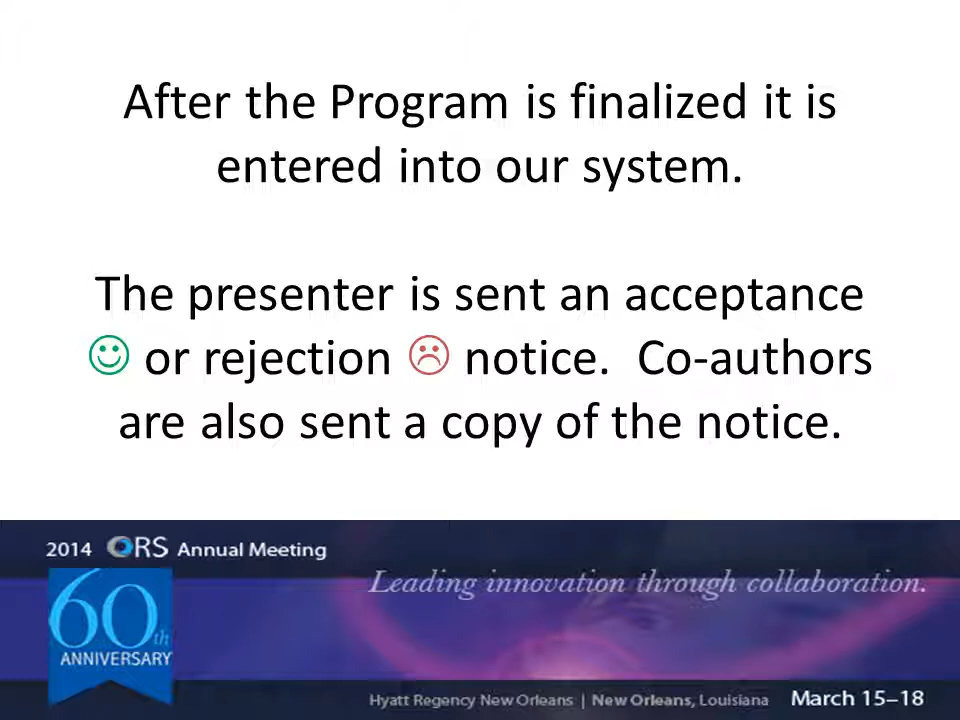 After the Program is finalized it is
entered into our system.
The presenter is sent an acceptance
☺ or rejection ☹ notice.  Co-authors
are also sent a copy of the notice.
2014 ORS Annual Meeting
Leading innovation through collaboration.
60th
ANNIVERSARY
Hyatt Regency New Orleans | New Orleans, Louisiana March 15–18